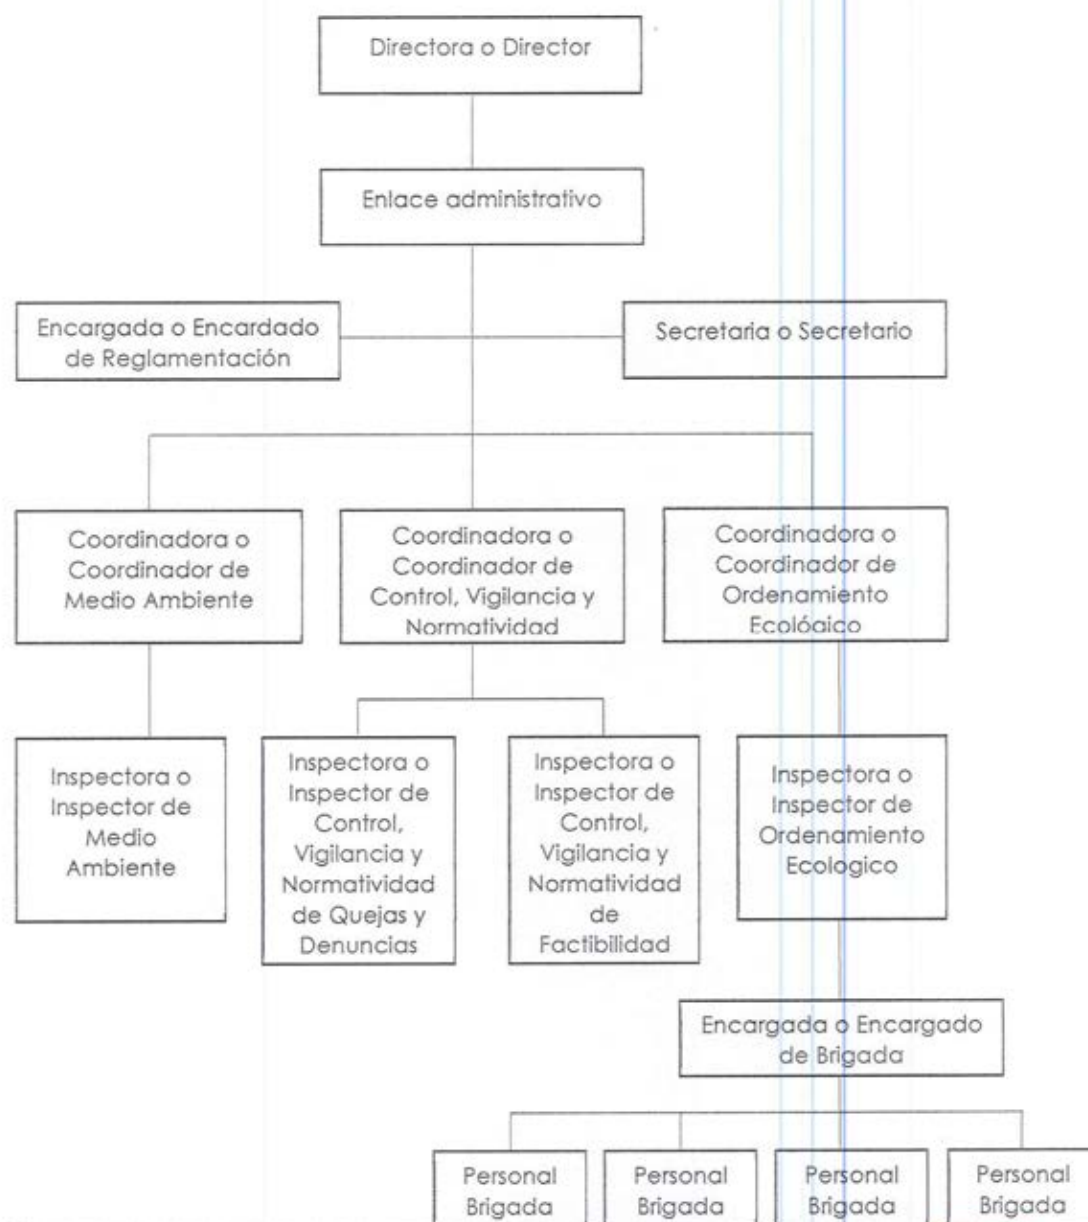 Directora o Director
Enlace administrativo
Encargada o Encardado
de Reglamentación
Secretaria o Secretario
Coordinadora o
Coordinador de
Medio Ambiente
Coordinadora o
Coordinador de
Control, Vigilancia y
Normatividad
Coordinadora o
Coordinador de
Ordenamiento
Ecológico
Inspectora o
Inspector de
Medio
Ambiente
Inspectora o
Inspector de
Control,
Vigilancia y
Normatividad
de Quejas y
Denuncias
Inspectora o
Inspector de
Control,
Vigilancia y
Normatividad
de
Factibilidad
Inspectora o
Inspector de
Ordenamiento
Ecologico
Encargada o Encargado
de Brigada
Personal
Brigada
Personal
Brigada
Personal
Brigada
Personal
Brigada